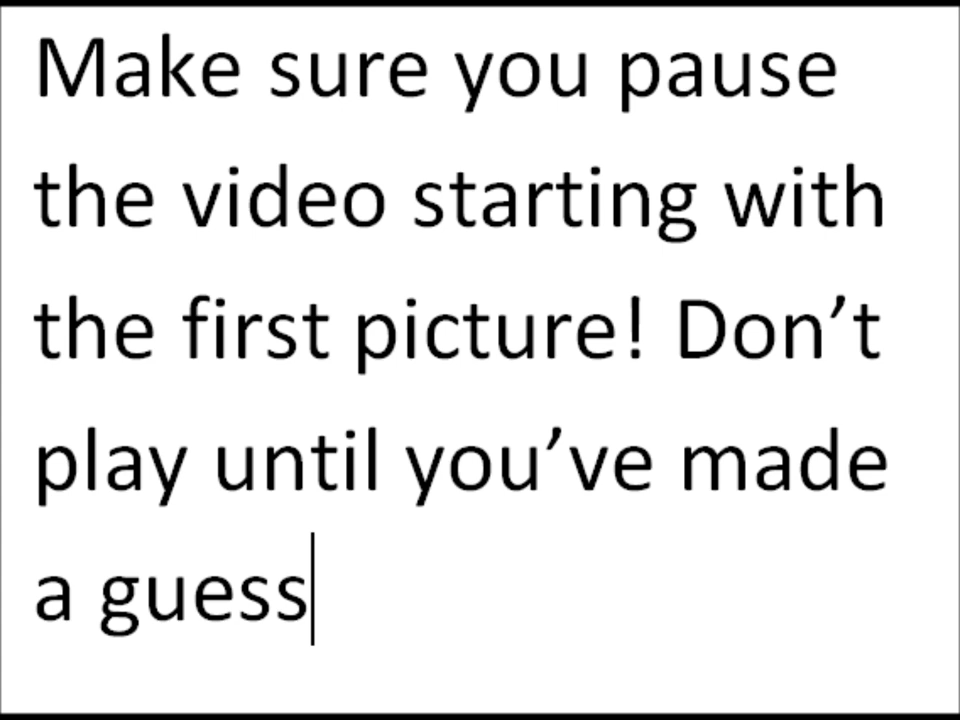 Make sure you pause
the video starting with
the first picture! Don’t
play until you’ve made
a guess